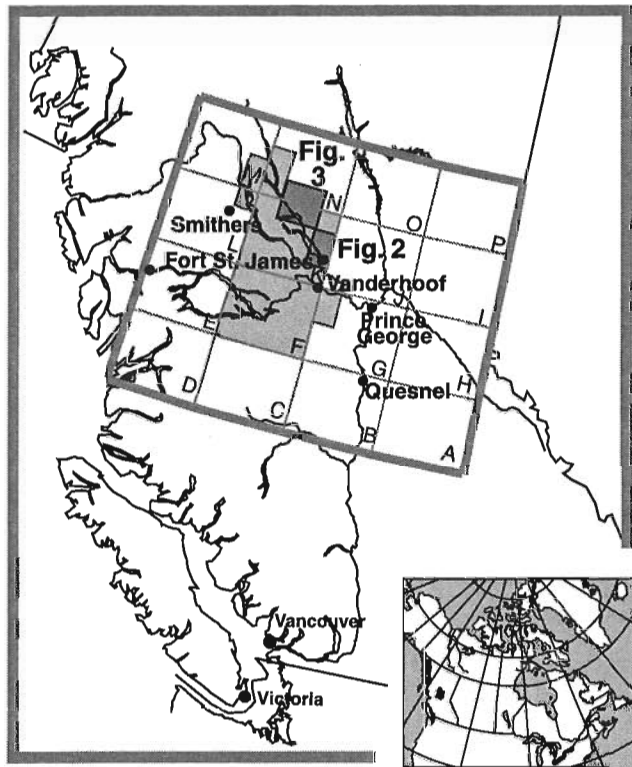 Fig.
3
M
N
O
P
Smithers
L
Fig. 2
Fort St. James
Vanderhoof
J
I
Prince
George
E
F
G
H
Quesnel
D
C
B
A
Vancouver
Victoria